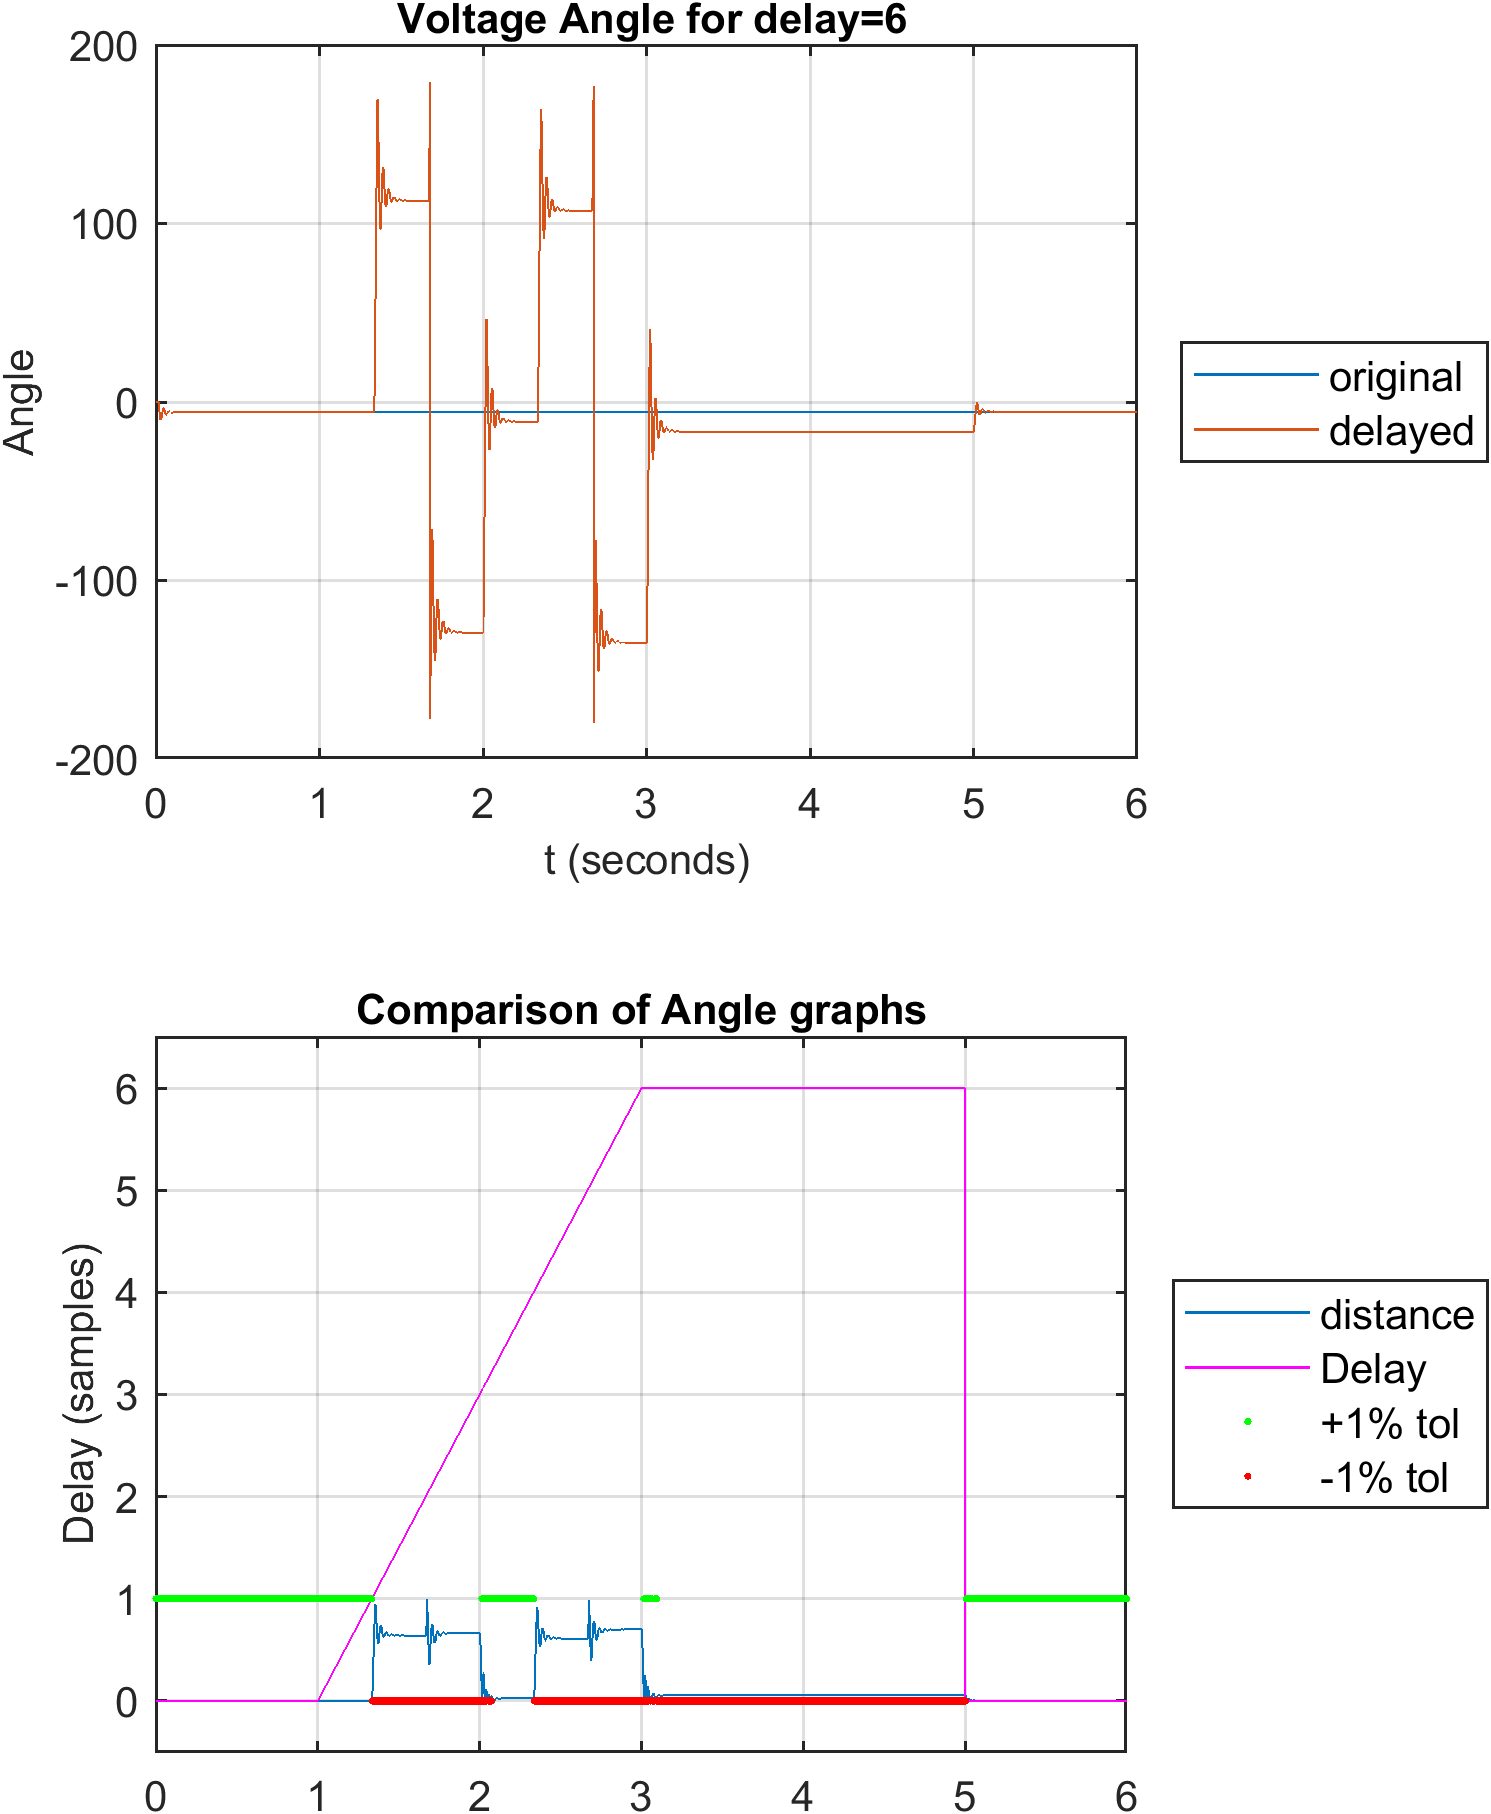 Voltage Angle for delay=6
200
100
0
-100
-200
Angle
0 1 2 3 4 5 6
t (seconds)
original
delayed
Comparison of Angle graphs
6
5
4
3
2
1
0
Delay (samples)
0 1 2 3 4 5 6
distance
Delay
+1% tol
-1% tol